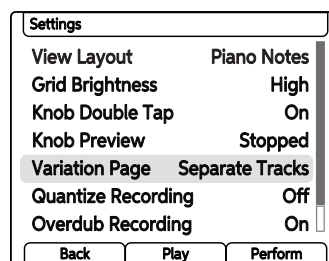 Settings
View Layout Piano Notes
Grid Brightness High
Knob Double Tap On
Knob Preview Stopped
Variation Page Separate Tracks
Quantize Recording Off
Overdub Recording On
Back Play Perform